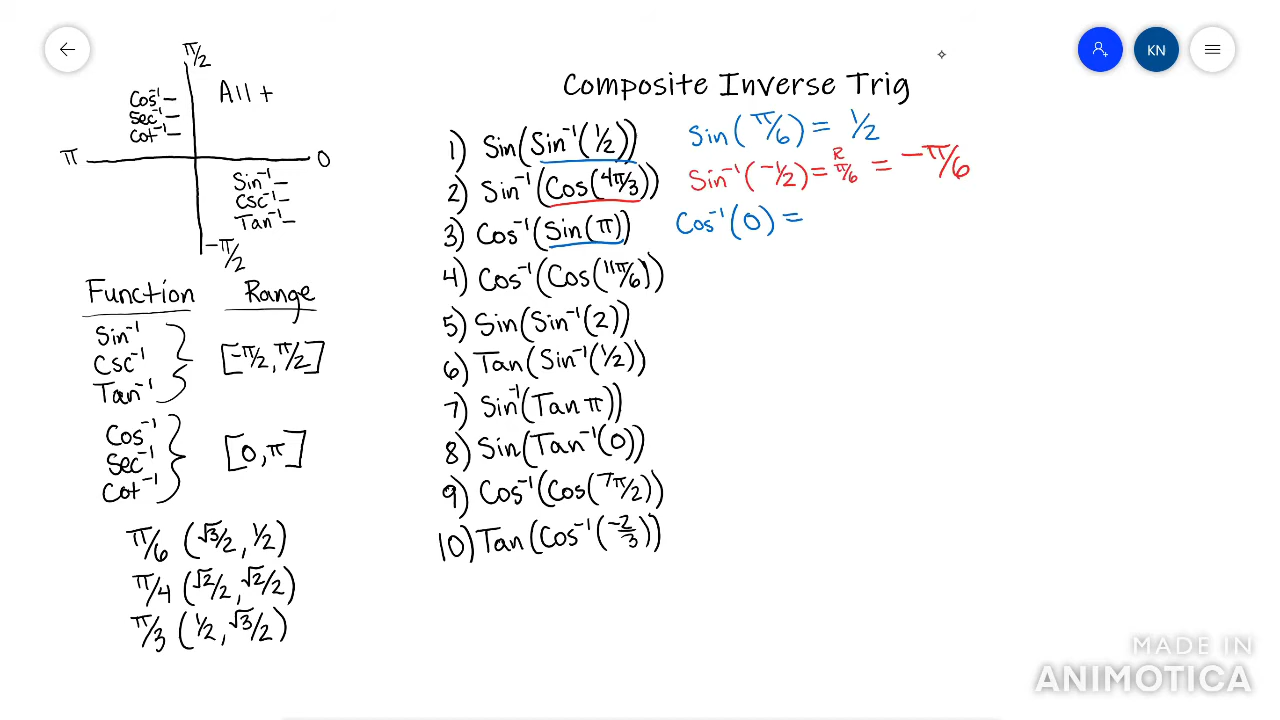 KN
π/2
All +
Cos⁻¹ –
Sec⁻¹ –
Cot⁻¹ –
π
0
Sin⁻¹ –
Csc⁻¹ –
Tan⁻¹ –
-π/2
Function Range
Sin⁻¹
Csc⁻¹
Tan⁻¹
[-π/2, π/2]
Cos⁻¹
Sec⁻¹
Cot⁻¹
[0, π]
π/6 (√3/2, 1/2)
π/4 (√2/2, √2/2)
π/3 (1/2, √3/2)
Composite Inverse Trig
1) Sin(Sin⁻¹(1/2)) Sin(π/6) = 1/2
2) Sin⁻¹(Cos(4π/3)) Sin⁻¹(-1/2) = R π/6 = -π/6
3) Cos⁻¹(Sin(π)) Cos⁻¹(0) =
4) Cos⁻¹(Cos(11π/6))
5) Sin(Sin⁻¹(2))
6) Tan(Sin⁻¹(1/2))
7) Sin⁻¹(Tan π))
8) Sin(Tan⁻¹(0))
9) Cos⁻¹(Cos(7π/2))
10) Tan(Cos⁻¹(-2/3))
MADE IN
ANIMOTICA